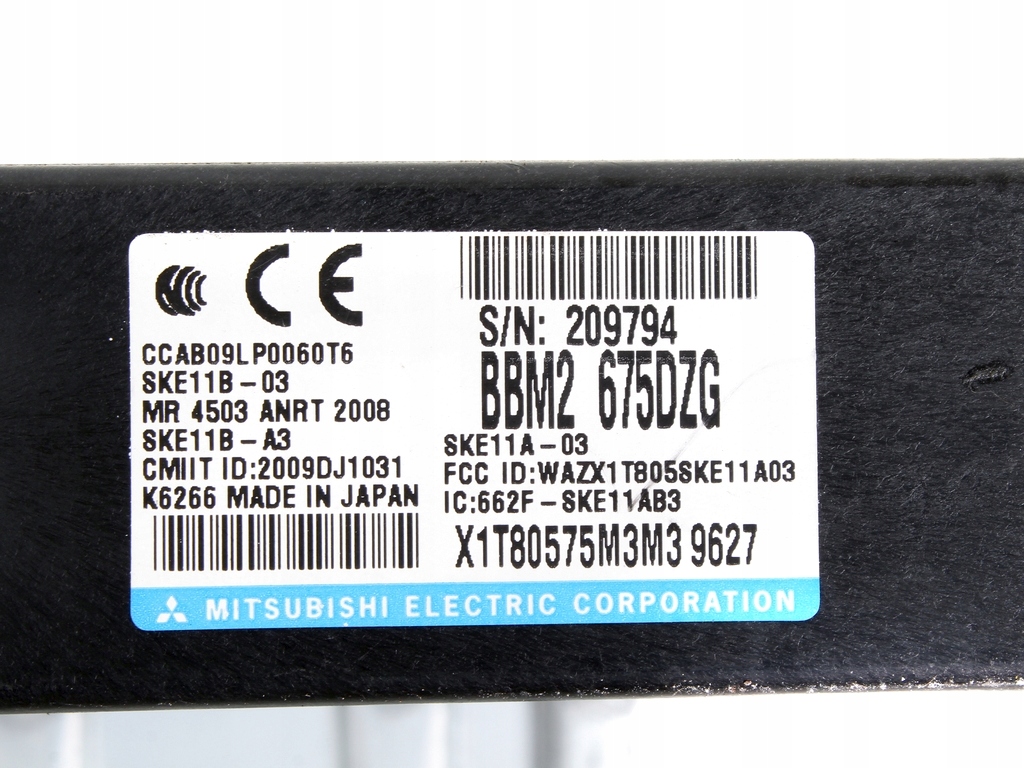 CE
CCAB09LP0060T6
SKE11B-03
MR 4503 ANRT 2008
SKE11B-A3
CMIIT ID:2009DJ1031
K6266 MADE IN JAPAN
S/N: 209794
BBM2 675DZG
SKE11A-03
FCC ID:WAZX1T805SKE11A03
IC:662F-SKE11AB3
X1T80575M3M3 9627
MITSUBISHI ELECTRIC CORPORATION